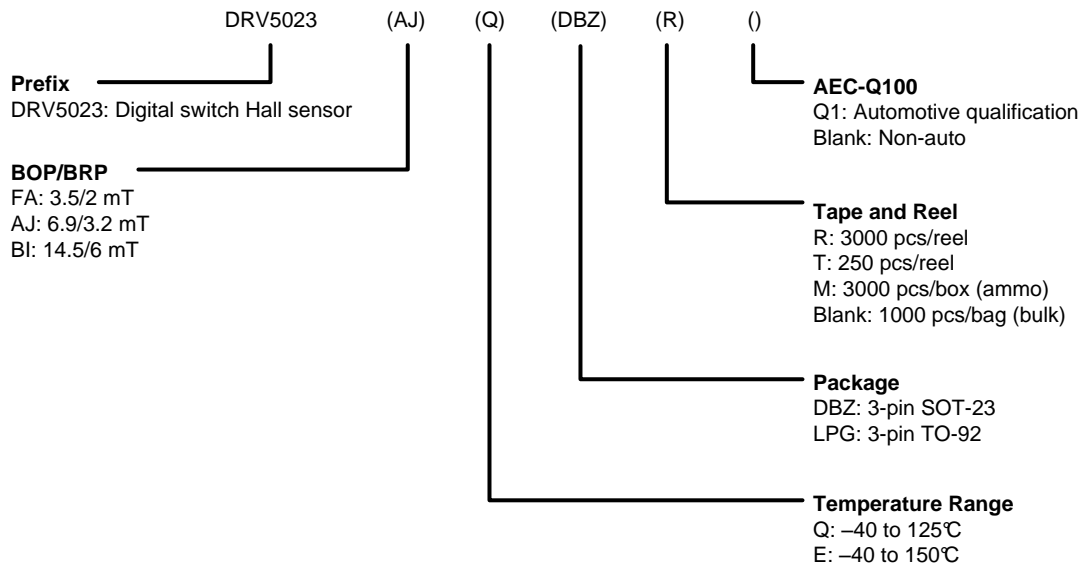 DRV5023 (AJ) (Q) (DBZ) (R) ()
Prefix
DRV5023: Digital switch Hall sensor
BOP/BRP
FA: 3.5/2 mT
AJ: 6.9/3.2 mT
BI: 14.5/6 mT
AEC-Q100
Q1: Automotive qualification
Blank: Non-auto
Tape and Reel
R: 3000 pcs/reel
T: 250 pcs/reel
M: 3000 pcs/box (ammo)
Blank: 1000 pcs/bag (bulk)
Package
DBZ: 3-pin SOT-23
LPG: 3-pin TO-92
Temperature Range
Q: –40 to 125℃
E: –40 to 150℃